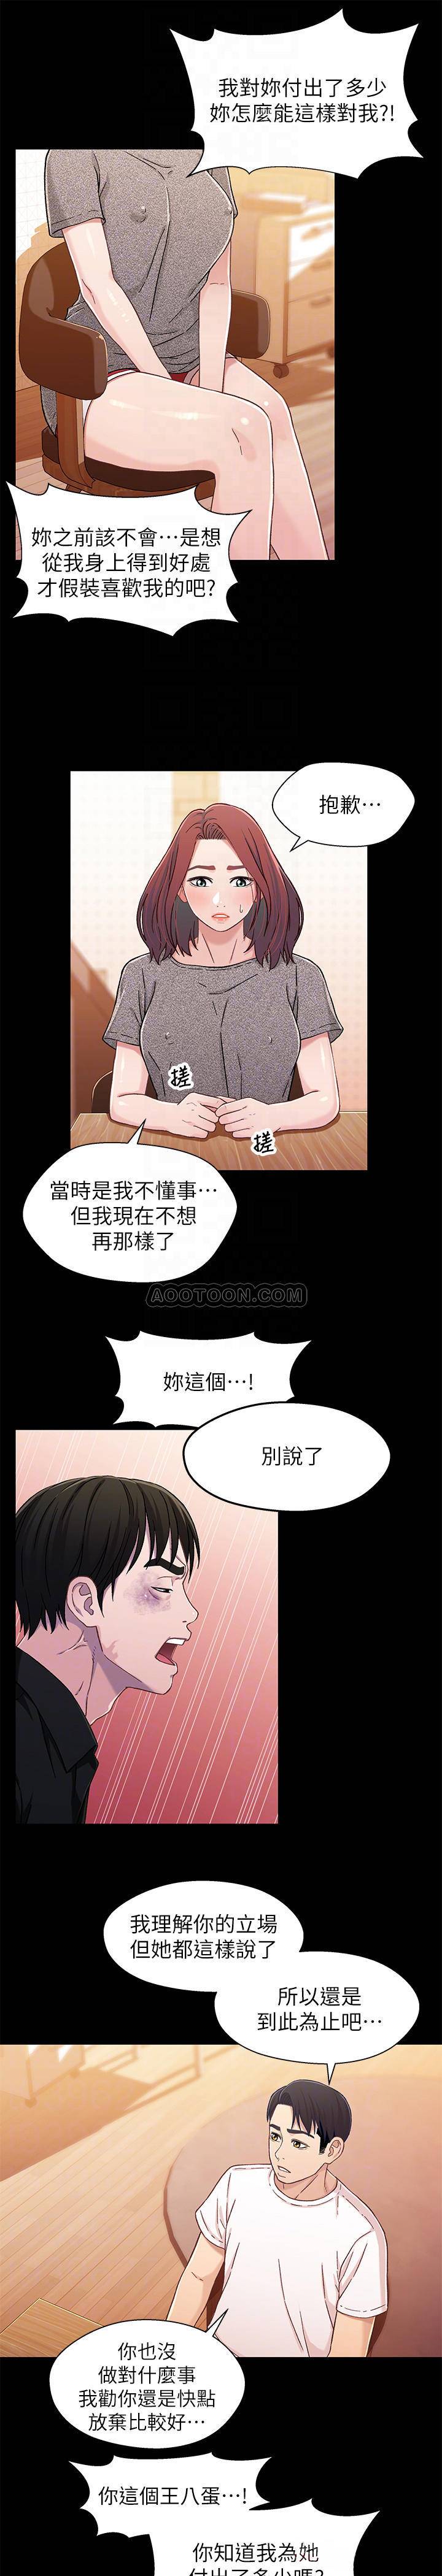 我對妳付出了多少
妳怎麼能這樣對我?!
妳之前該不會⋯是想
從我身上得到好處
才假裝喜歡我的吧?
抱歉⋯
搓
搓
當時是我不懂事⋯
但我現在不想
再那樣了
AOOTOON.COM
妳這個⋯!
別說了
我理解你的立場
但她都這樣說了
所以還是
到此為止吧⋯
你也沒
做對什麼事
我勸你還是快點
放棄比較好⋯
你這個王八蛋⋯!
你知道我為她
付出了多少嗎?